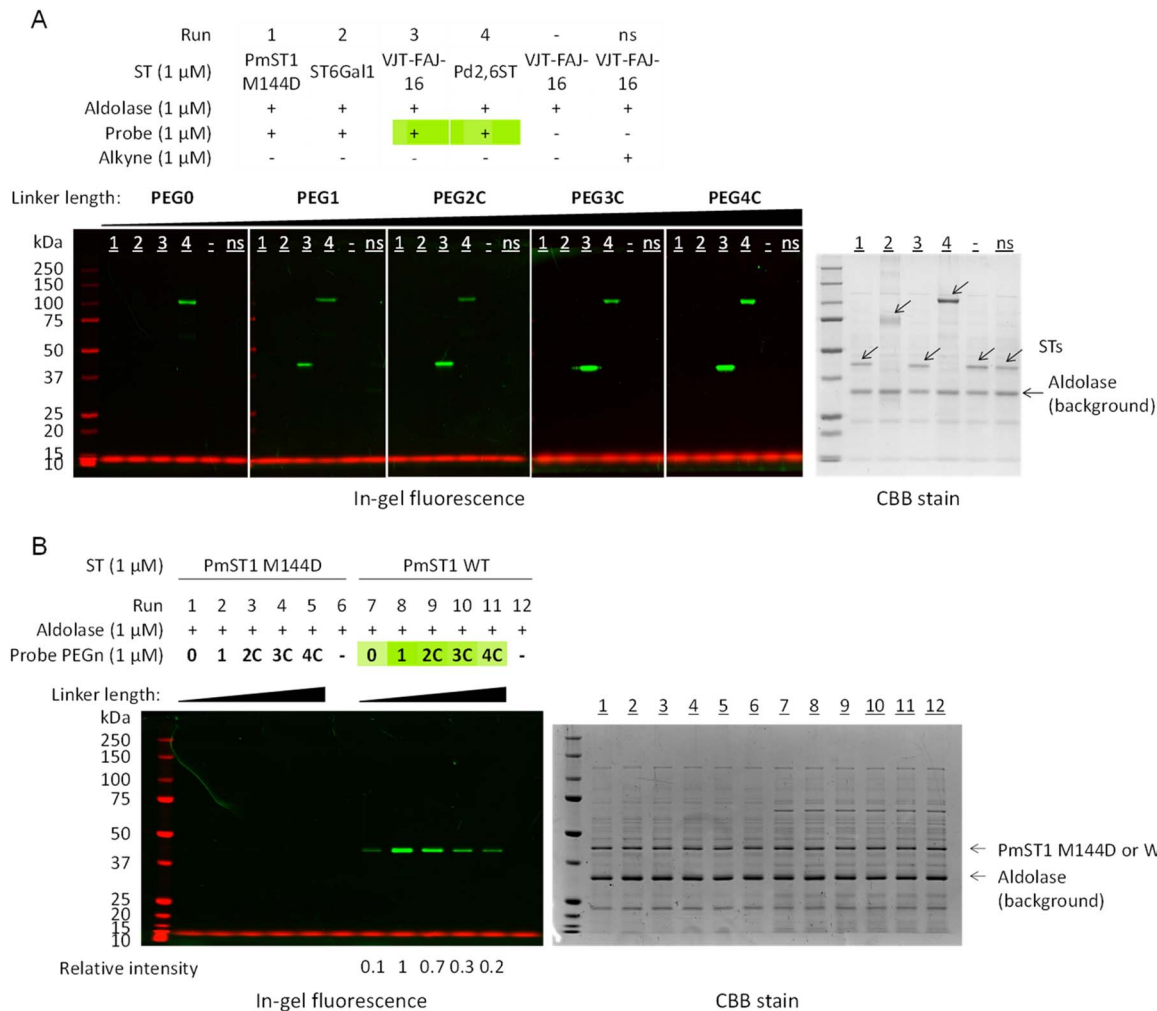 A
Run 1 2 3 4 - ns
ST (1 µM) PmST1 M144D ST6Gal1 VJT-FAJ-16 Pd2,6ST VJT-FAJ-16 VJT-FAJ-16
Aldolase (1 µM) + + + + + +
Probe (1 µM) + + + + - -
Alkyne (1 µM) - - - - - +
Linker length: PEG0 PEG1 PEG2C PEG3C PEG4C
kDa 1 2 3 4 - ns 1 2 3 4 - ns 1 2 3 4 - ns 1 2 3 4 - ns 1 2 3 4 - ns 1 2 3 4 - ns
250
150
100
75
50
37
25
20
15
10
STs
Aldolase
(background)
In-gel fluorescence CBB stain
B
ST (1 µM) PmST1 M144D PmST1 WT
Run 1 2 3 4 5 6 7 8 9 10 11 12
Aldolase (1 µM) + + + + + + + + + + + +
Probe PEGn (1 µM) 0 1 2C 3C 4C - 0 1 2C 3C 4C -
Linker length:
kDa 1 2 3 4 5 6 7 8 9 10 11 12
250
150
100
75
50
37
25
20
15
10
PmST1 M144D or W
Aldolase
(background)
Relative intensity 0.1 1 0.7 0.3 0.2
In-gel fluorescence CBB stain